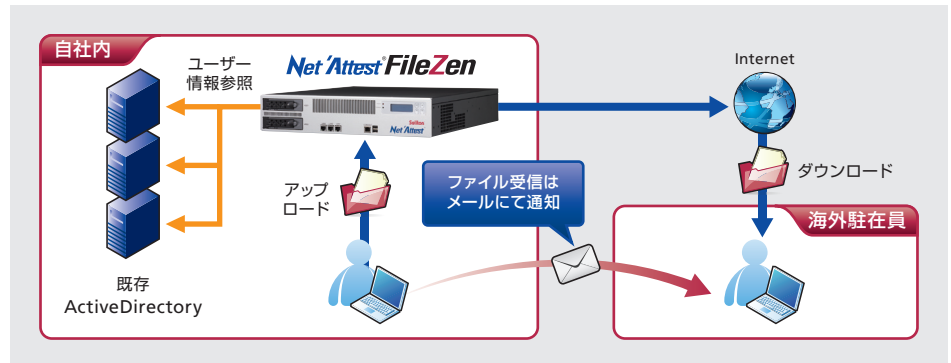 自社内
ユーザー
情報参照
Net'Attest FileZen
Soliton
Net'Attest
Internet
アップ
ロード
ファイル受信は
メールにて通知
ダウンロード
海外駐在員
既存
ActiveDirectory